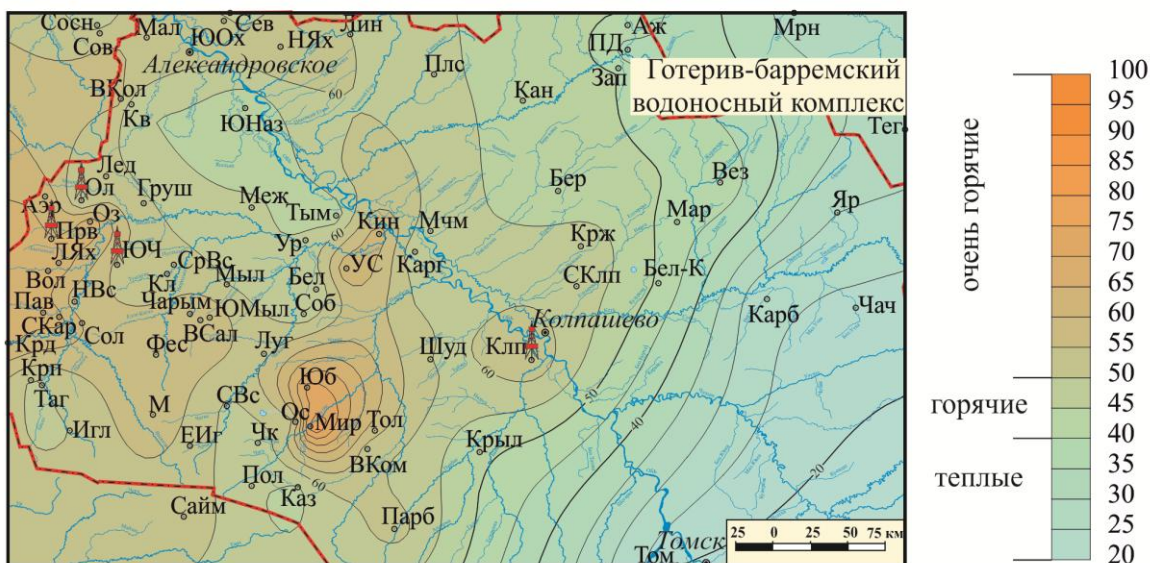 Сосн
Сов
Мал
Сев
ЮОх
НЯх
Лин
Александровское
Плс
Аж
ПД
Зап
Мрн
Готерив-барремский
водоносный комплекс
ВКол
Кв
ЮНаз
60
Кан
Тег
Лед
Ол
Груш
Меж
Тым
60
Бер
Вез
Аэр
Оз
Прв
ЮЧ
Кин
Мчм
Мар
Яр
ЛЯх
СрВс
Ур
УС
Карг
Крж
Вол
Кл
Мыл
Бел
СКлп
Бел-К
НВс
Пав
Чарым
ЮМыл
Соб
Карб
Чач
СКар
Сол
ВСал
Колпашево
Крд
Фес
Луг
Шуд
Клп
60
Крп
Таг
Юб
50
М
СВс
Ос
Мир
Тол
40
Игл
ЕИг
Чк
Крыл
ВКом
20
Пол
Каз
60
Сайм
Парб
Томск
Том
25 0 50 75 км
очень горячие
горячие
теплые
100
95
90
85
80
75
70
65
60
55
50
45
40
35
30
25
20